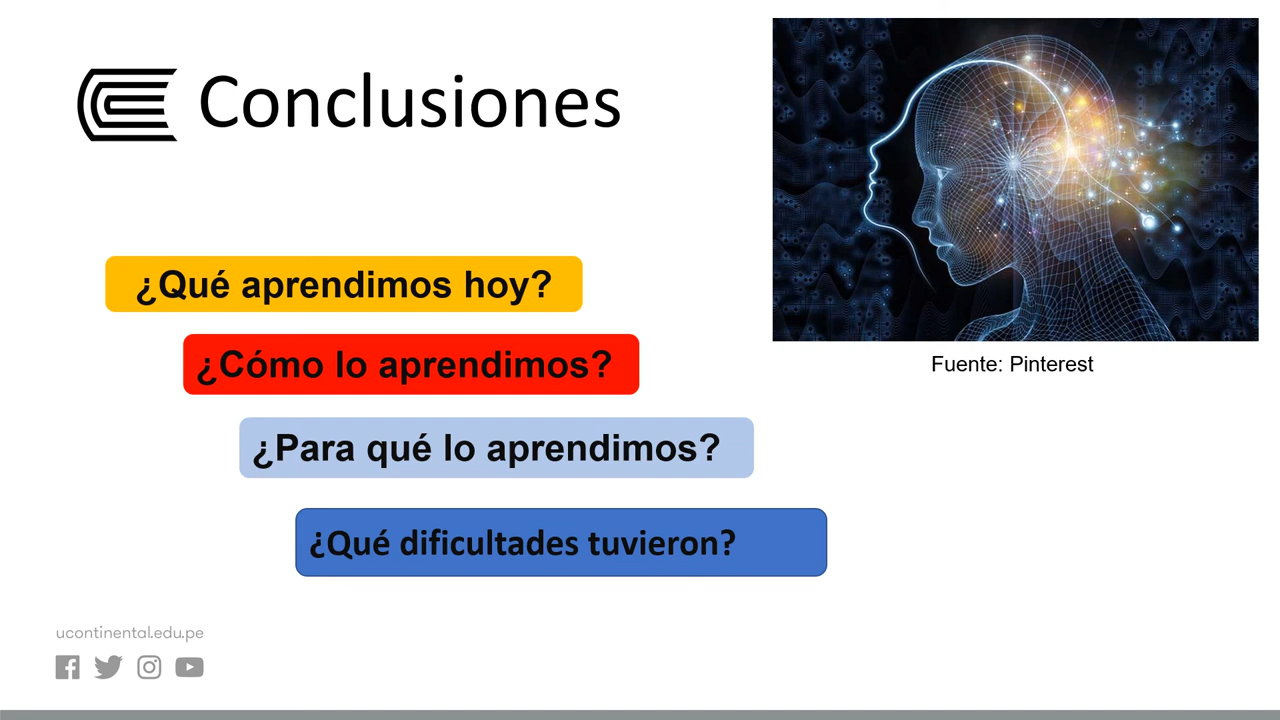 Conclusiones
¿Qué aprendimos hoy?
¿Cómo lo aprendimos?
¿Para qué lo aprendimos?
¿Qué dificultades tuvieron?
Fuente: Pinterest
ucontinental.edu.pe